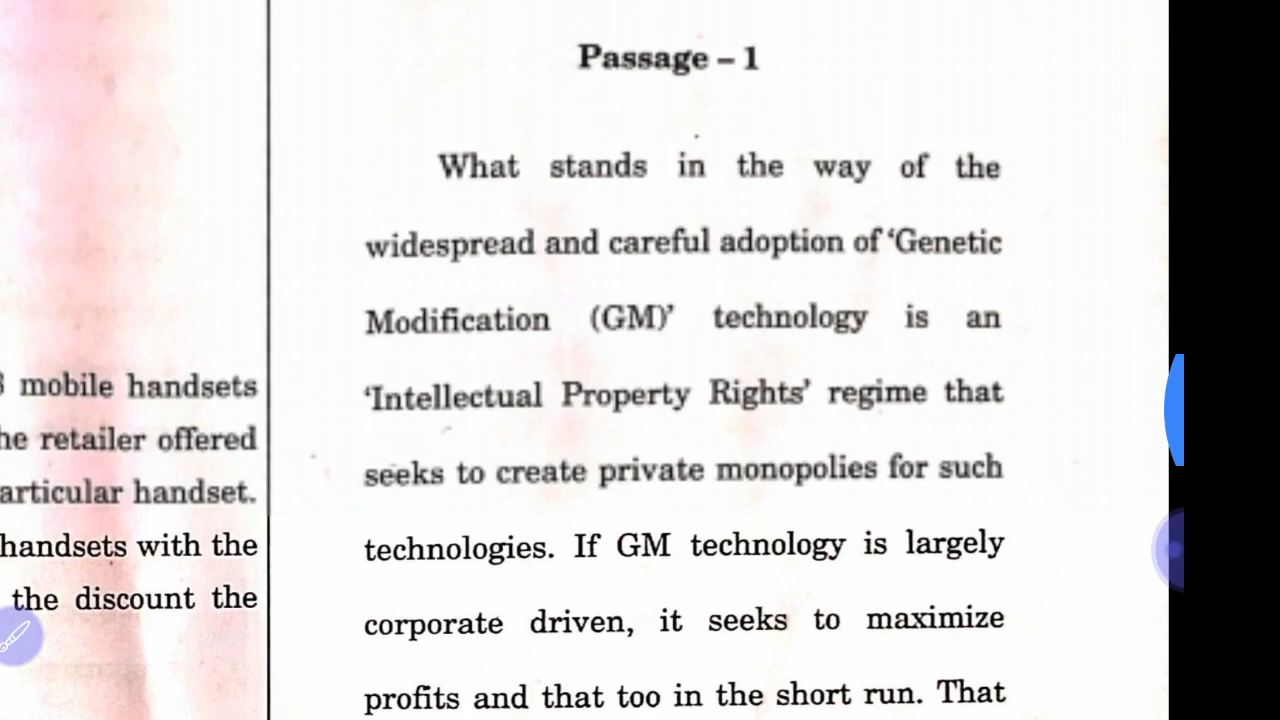 mobile handsets
retailer offered
handset.
handsets with the
the discount the
Passage – 1
What stands in the way of the
widespread and careful adoption of ‘Genetic
Modification (GM)’ technology is an
‘Intellectual Property Rights’ regime that
seeks to create private monopolies for such
technologies. If GM technology is largely
corporate driven, it seeks to maximize
profits and that too in the short run. That